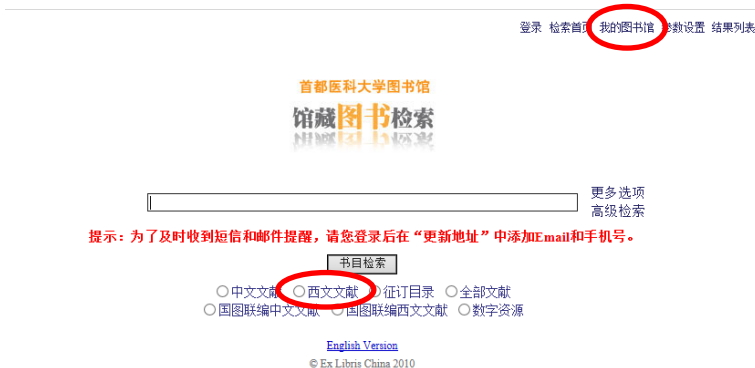 登录 检索首页 我的图书馆 参数设置 结果列表
首都医科大学图书馆
馆藏图书检索
更多选项
高级检索
提示：为了及时收到短信和邮件提醒，请您登录后在“更新地址”中添加Email和手机号。
书目检索
中文文献 西文文献 征订目录 全部文献
国图联编中文文献 国图联编西文文献 数字资源
English Version
© Ex Libris China 2010